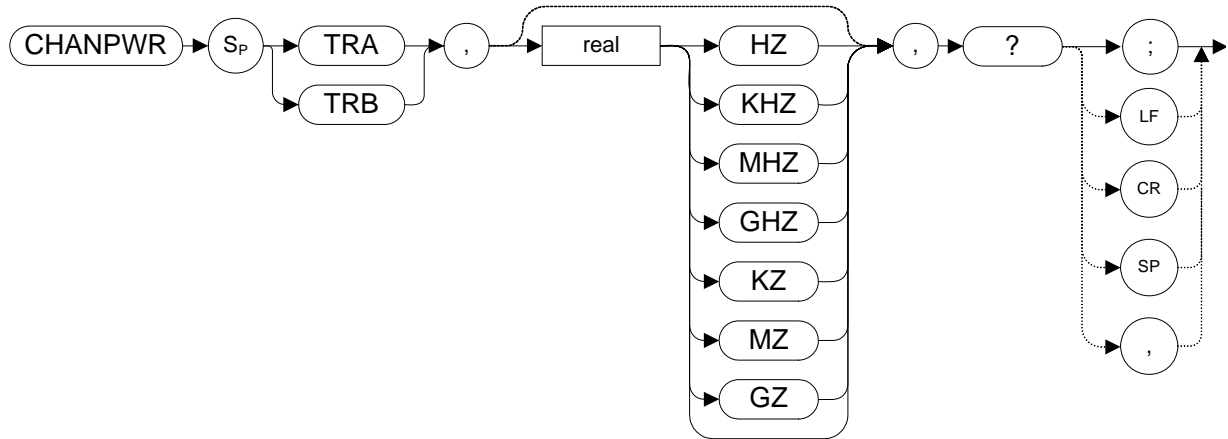 CHANPWR SP TRA , real HZ , ? ;
TRB KHZ LF
MHZ CR
GHZ SP
KZ ,
MZ
GZ